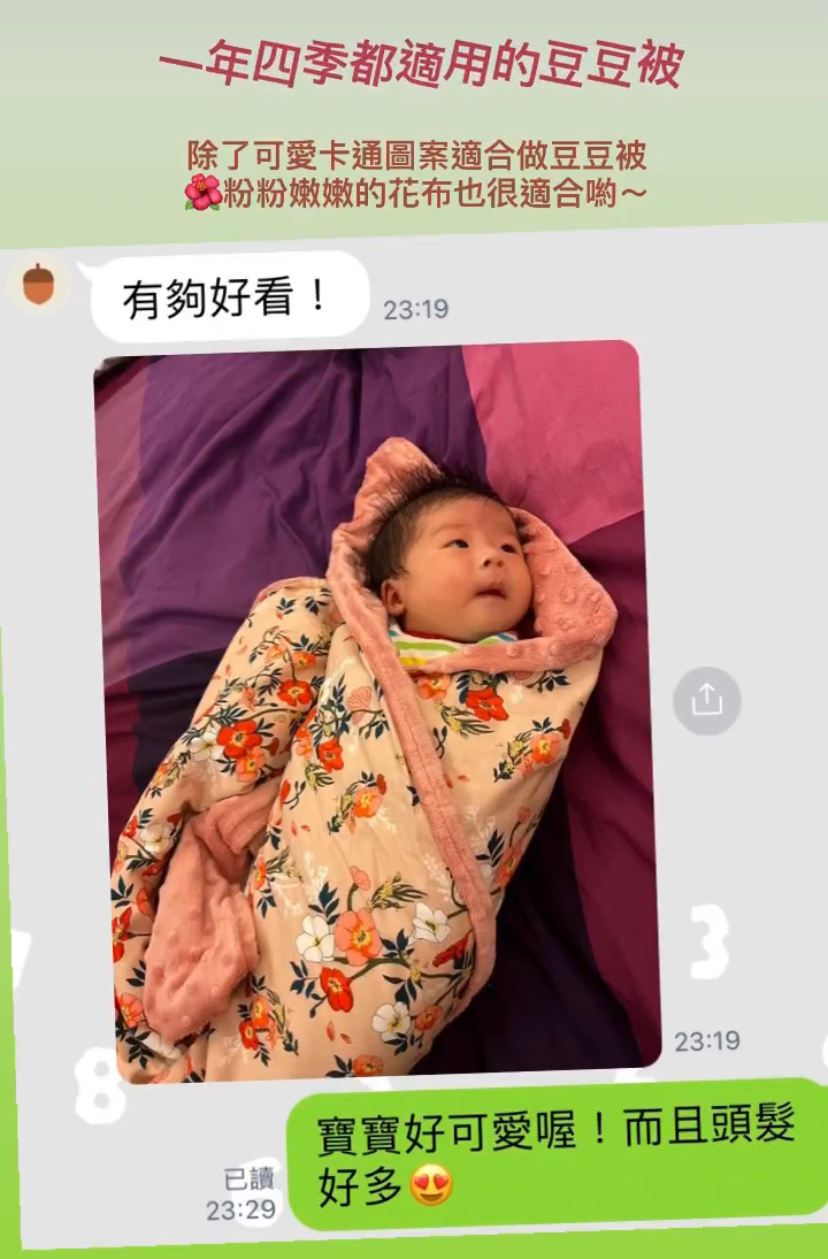 一年四季都適用的豆豆被
除了可愛卡通圖案適合做豆豆被
🌺粉粉嫩嫩的花布也很適合喲～
有夠好看！
23:19
3
23:19
8
寶寶好可愛喔！而且頭髮
好多😍
已讀
23:29